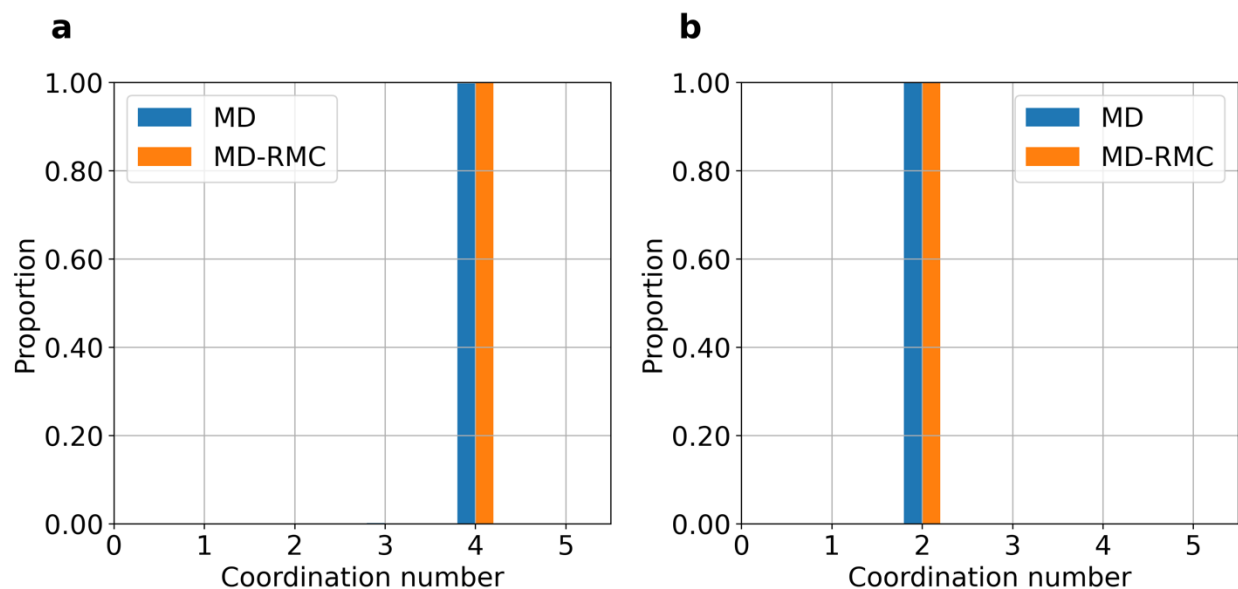 a
1.00
0.80
0.60
0.40
0.20
0.00
Proportion
MD
MD-RMC
0 1 2 3 4 5
Coordination number
b
1.00
0.80
0.60
0.40
0.20
0.00
Proportion
MD
MD-RMC
0 1 2 3 4 5
Coordination number